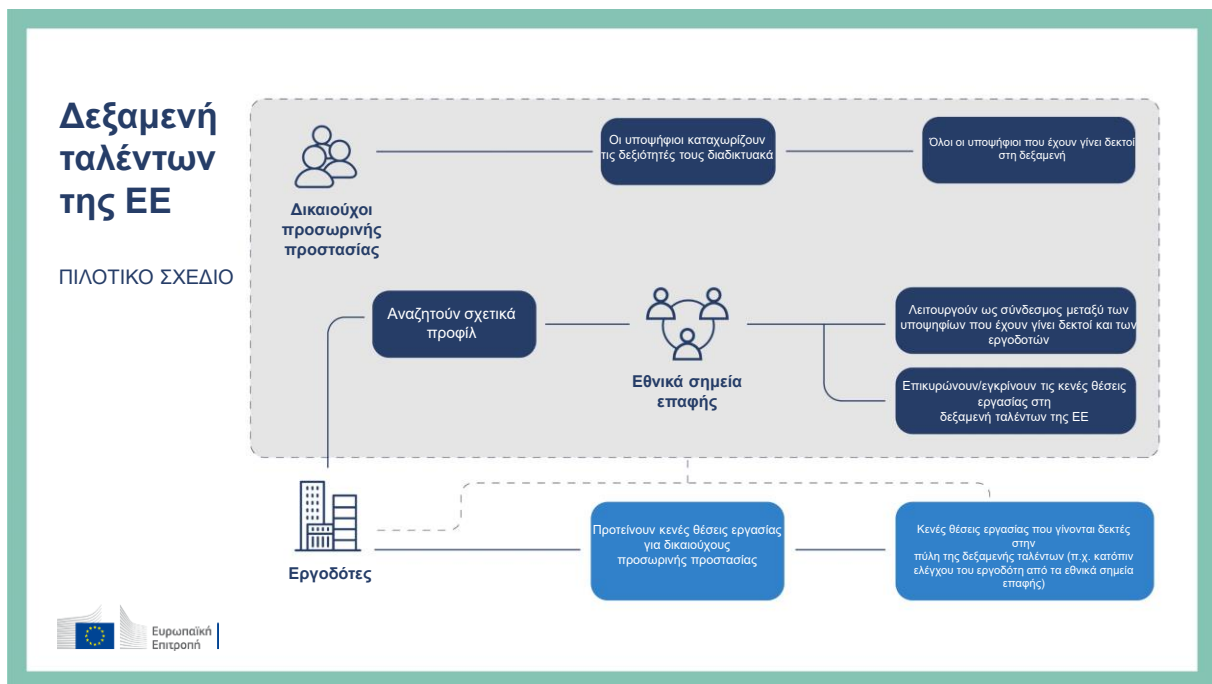 Δεξαμενή
ταλέντων
της ΕΕ
ΠΙΛΟΤΙΚΟ ΣΧΕΔΙΟ
Δικαιούχοι
προσωρινής
προστασίας
Οι υποψήφιοι καταχωρίζουν
τις δεξιότητές τους διαδικτυακά
Όλοι οι υποψήφιοι που έχουν γίνει δεκτοί
στη δεξαμενή
Αναζητούν σχετικά
προφίλ
Εθνικά σημεία
επαφής
Λειτουργούν ως σύνδεσμος μεταξύ των
υποψηφίων που έχουν γίνει δεκτοί και των
εργοδοτών
Επικυρώνουν/εγκρίνουν τις κενές θέσεις
εργασίας στη
δεξαμενή ταλέντων της ΕΕ
Εργοδότες
Προτείνουν κενές θέσεις εργασίας
για δικαιούχους
προσωρινής προστασίας
Κενές θέσεις εργασίας που γίνονται δεκτές
στην
πύλη της δεξαμενής ταλέντων (π.χ. κατόπιν
ελέγχου του εργοδότη από τα εθνικά σημεία
επαφής)
Ευρωπαϊκή
Επιτροπή